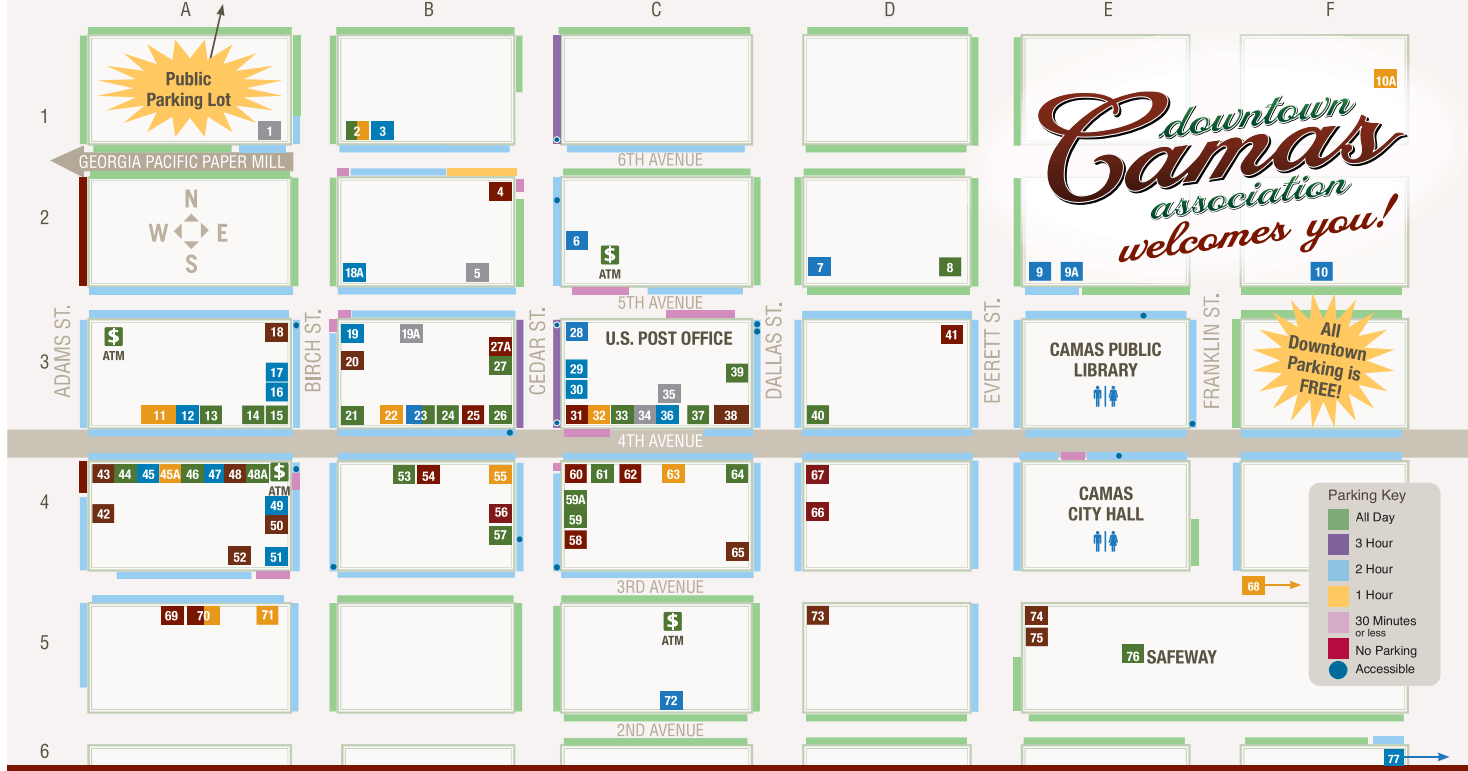 A B C D E F
1
Public
Parking Lot
1
2 3
10A
downtown
Camas
association
welcomes you!
GEORGIA PACIFIC PAPER MILL
6TH AVENUE
2
N
W E
S
4
18A 5
6
$
ATM
7 8
9 9A
10
5TH AVENUE
ADAMS ST.
BIRCH ST.
CEDAR ST.
DALLAS ST.
EVERETT ST.
FRANKLIN ST.
3
$
ATM
18
17
16
11 12 13 14 15
19 19A
20
27A
27
21 22 23 24 25 26
28
U.S. POST OFFICE
29
30
39
35
31 32 33 34 36 37 38
41
40
CAMAS PUBLIC
LIBRARY
All
Downtown
Parking is
FREE!
4TH AVENUE
4
43 44 45 45A 46 47 48 48A $
ATM
49
42
50
52 51
53 54 55
56
57
60 61 62 63 64
59A
59
58
65
67
66
CAMAS
CITY HALL
3RD AVENUE
68
5
69 70 71
$
ATM
72
73
74
75
76 SAFEWAY
2ND AVENUE
6
77
Parking Key
All Day
3 Hour
2 Hour
1 Hour
30 Minutes
or less
No Parking
Accessible